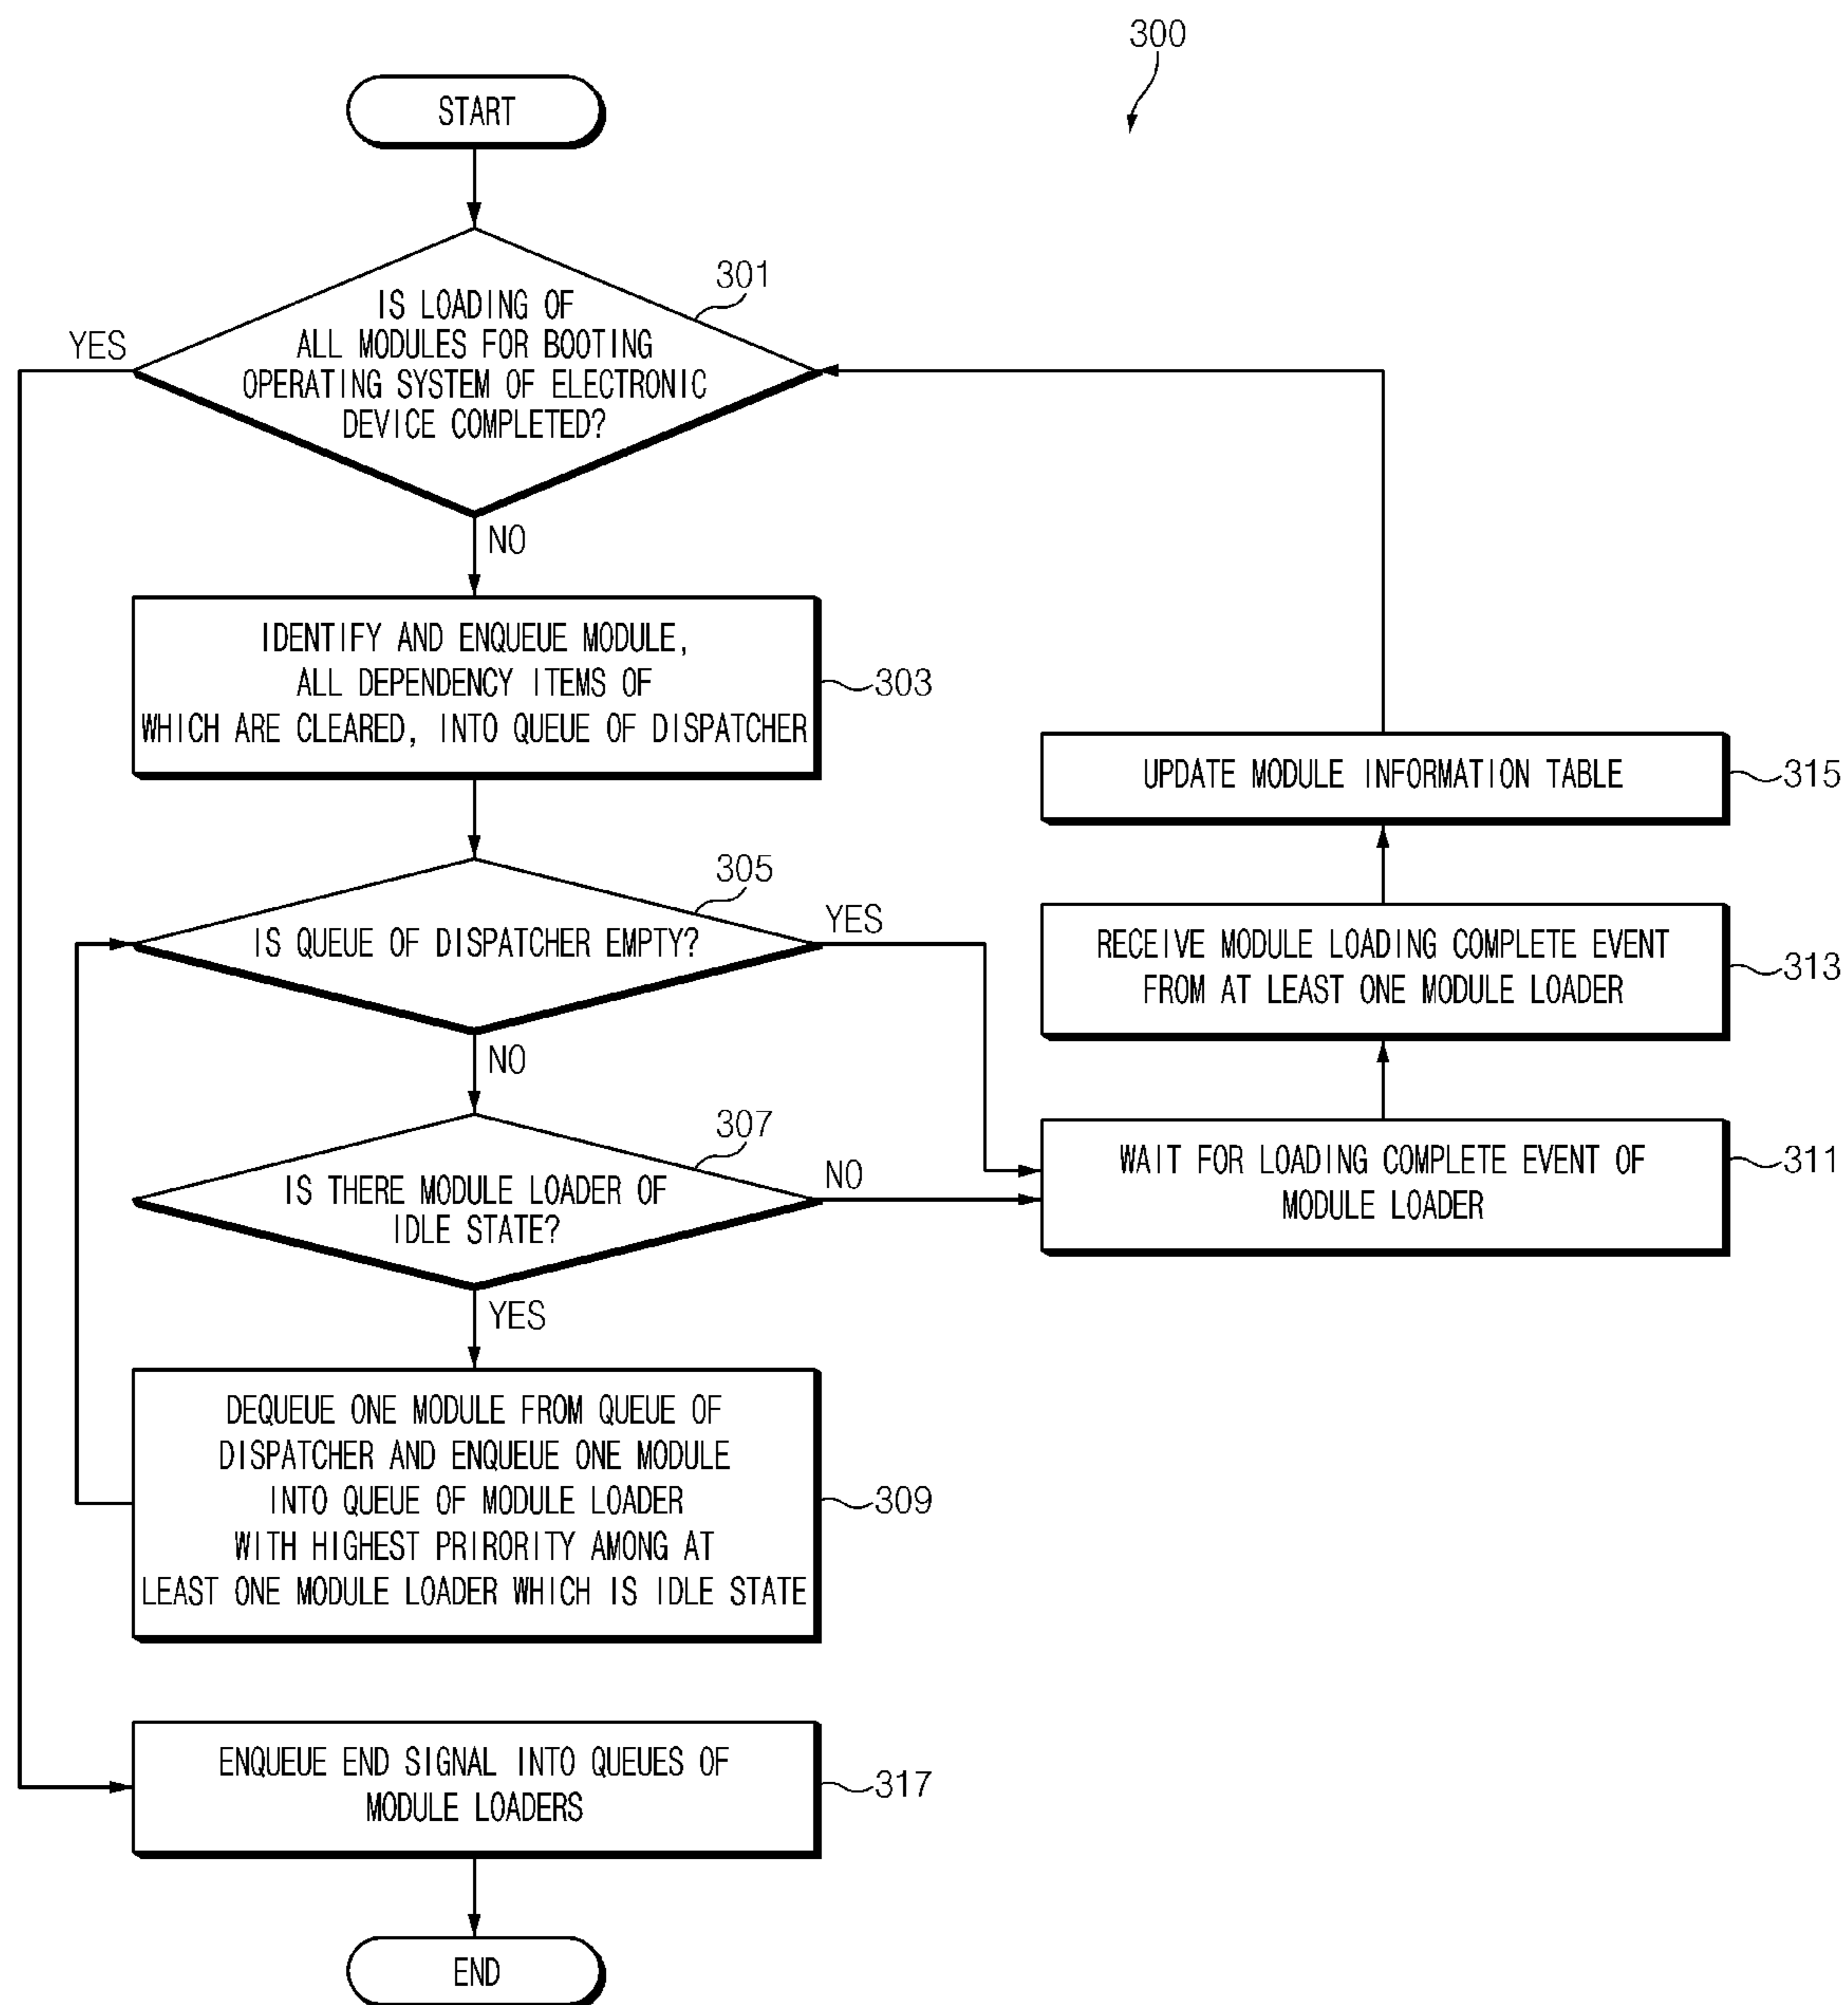 300
START
301
IS LOADING OF
ALL MODULES FOR BOOTING
OPERATING SYSTEM OF ELECTRONIC
DEVICE COMPLETED?
YES
NO
IDENTIFY AND ENQUEUE MODULE,
ALL DEPENDENCY ITEMS OF
WHICH ARE CLEARED, INTO QUEUE OF DISPATCHER
303
305
IS QUEUE OF DISPATCHER EMPTY?
YES
NO
307
IS THERE MODULE LOADER OF
IDLE STATE?
NO
YES
DEQUEUE ONE MODULE FROM QUEUE OF
DISPATCHER AND ENQUEUE ONE MODULE
INTO QUEUE OF MODULE LOADER
WITH HIGHEST PRIRORITY AMONG AT
LEAST ONE MODULE LOADER WHICH IS IDLE STATE
309
UPDATE MODULE INFORMATION TABLE
315
RECEIVE MODULE LOADING COMPLETE EVENT
FROM AT LEAST ONE MODULE LOADER
313
WAIT FOR LOADING COMPLETE EVENT OF
MODULE LOADER
311
ENQUEUE END SIGNAL INTO QUEUES OF
MODULE LOADERS
317
END